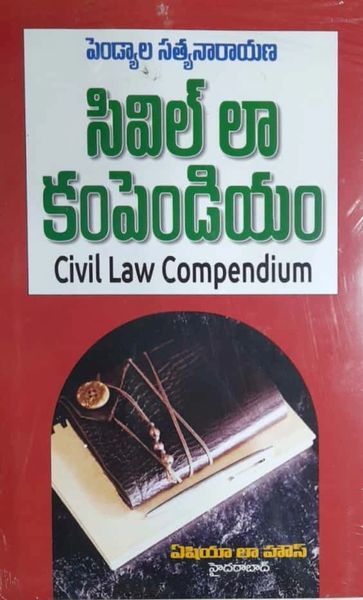 పెండ్యాల సత్యనారాయణ
సివిల్ లా
కంపెండియం
Civil Law Compendium
ఏషియా లా హౌస్
హైదరాబాద్